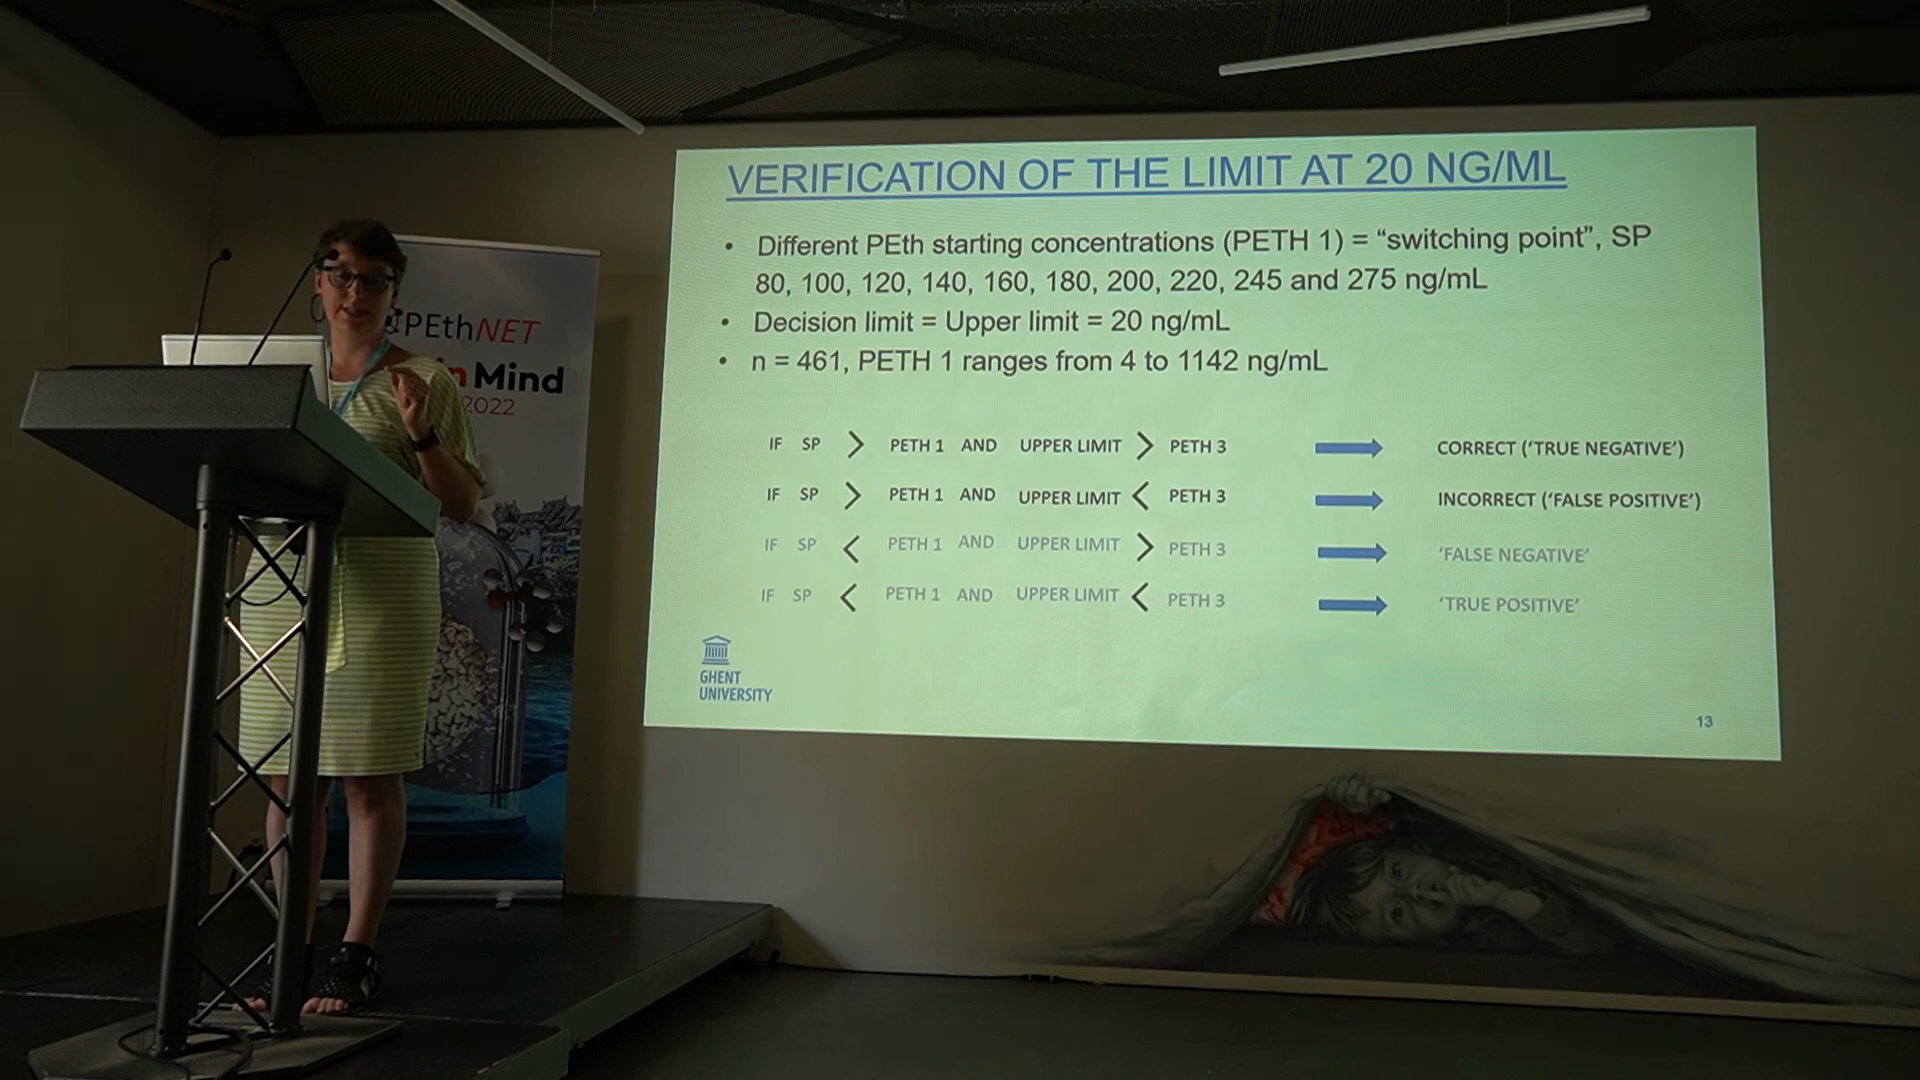 VERIFICATION OF THE LIMIT AT 20 NG/ML
• Different PEth starting concentrations (PETH 1) = “switching point”, SP
80, 100, 120, 140, 160, 180, 200, 220, 245 and 275 ng/mL
• Decision limit = Upper limit = 20 ng/mL
• n = 461, PETH 1 ranges from 4 to 1142 ng/mL
IF SP > PETH 1 AND UPPER LIMIT > PETH 3 CORRECT (‘TRUE NEGATIVE’)
IF SP > PETH 1 AND UPPER LIMIT < PETH 3 INCORRECT (‘FALSE POSITIVE’)
IF SP < PETH 1 AND UPPER LIMIT > PETH 3 ‘FALSE NEGATIVE’
IF SP < PETH 1 AND UPPER LIMIT < PETH 3 ‘TRUE POSITIVE’
GHENT
UNIVERSITY
13
PEthNET
Mind
2022